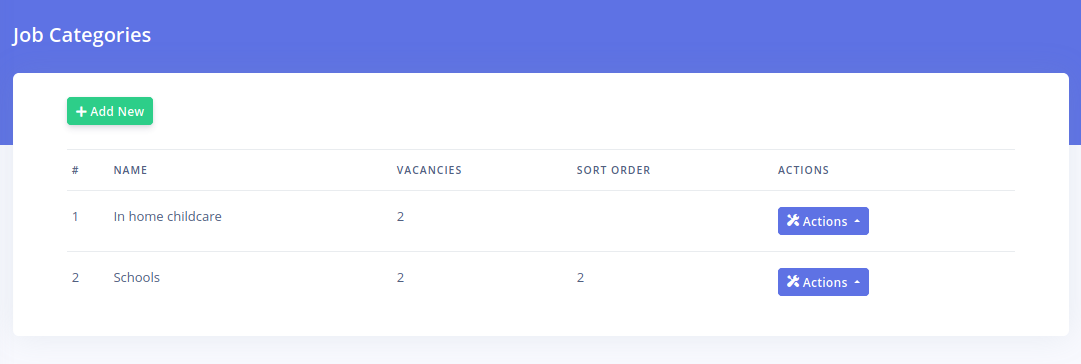 Job Categories
Add New
# NAME VACANCIES SORT ORDER ACTIONS
1 In home childcare 2 Actions
2 Schools 2 2 Actions